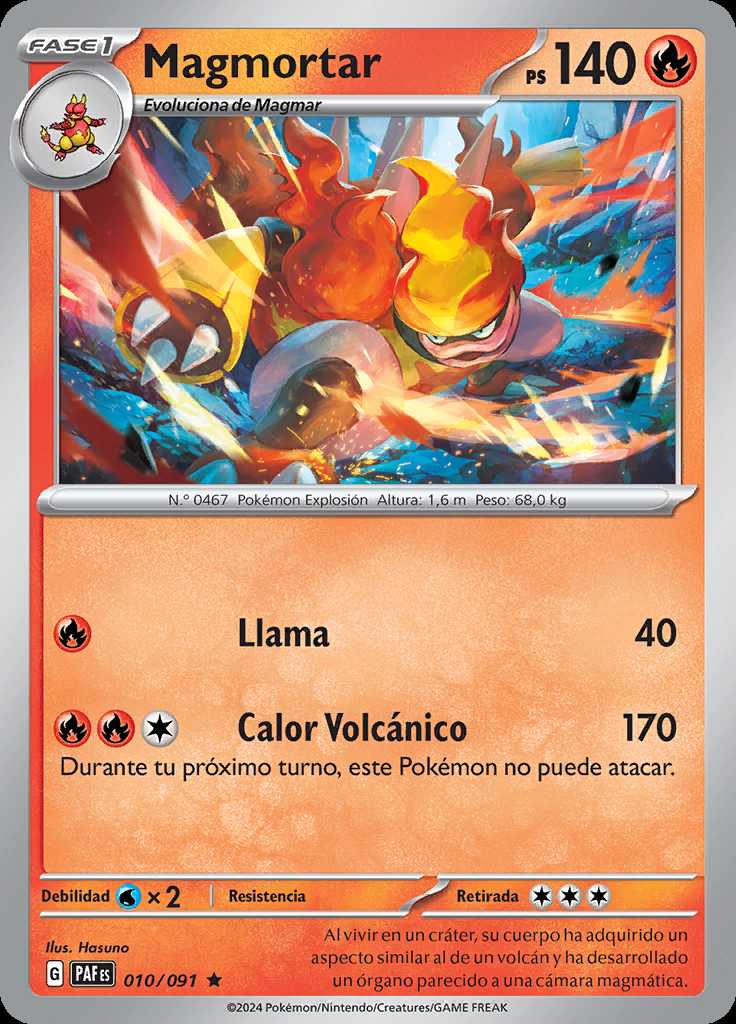 FASE 1
Magmortar
PS 140
Evoluciona de Magmar
N.º 0467 Pokémon Explosión Altura: 1,6 m Peso: 68,0 kg
Llama 40
Calor Volcánico 170
Durante tu próximo turno, este Pokémon no puede atacar.
Debilidad ×2 Resistencia Retirada
Ilus. Hasuno
Al vivir en un cráter, su cuerpo ha adquirido un
aspecto similar al de un volcán y ha desarrollado
un órgano parecido a una cámara magmática.
G PAF ES 010/091 ★
©2024 Pokémon/Nintendo/Creatures/GAME FREAK